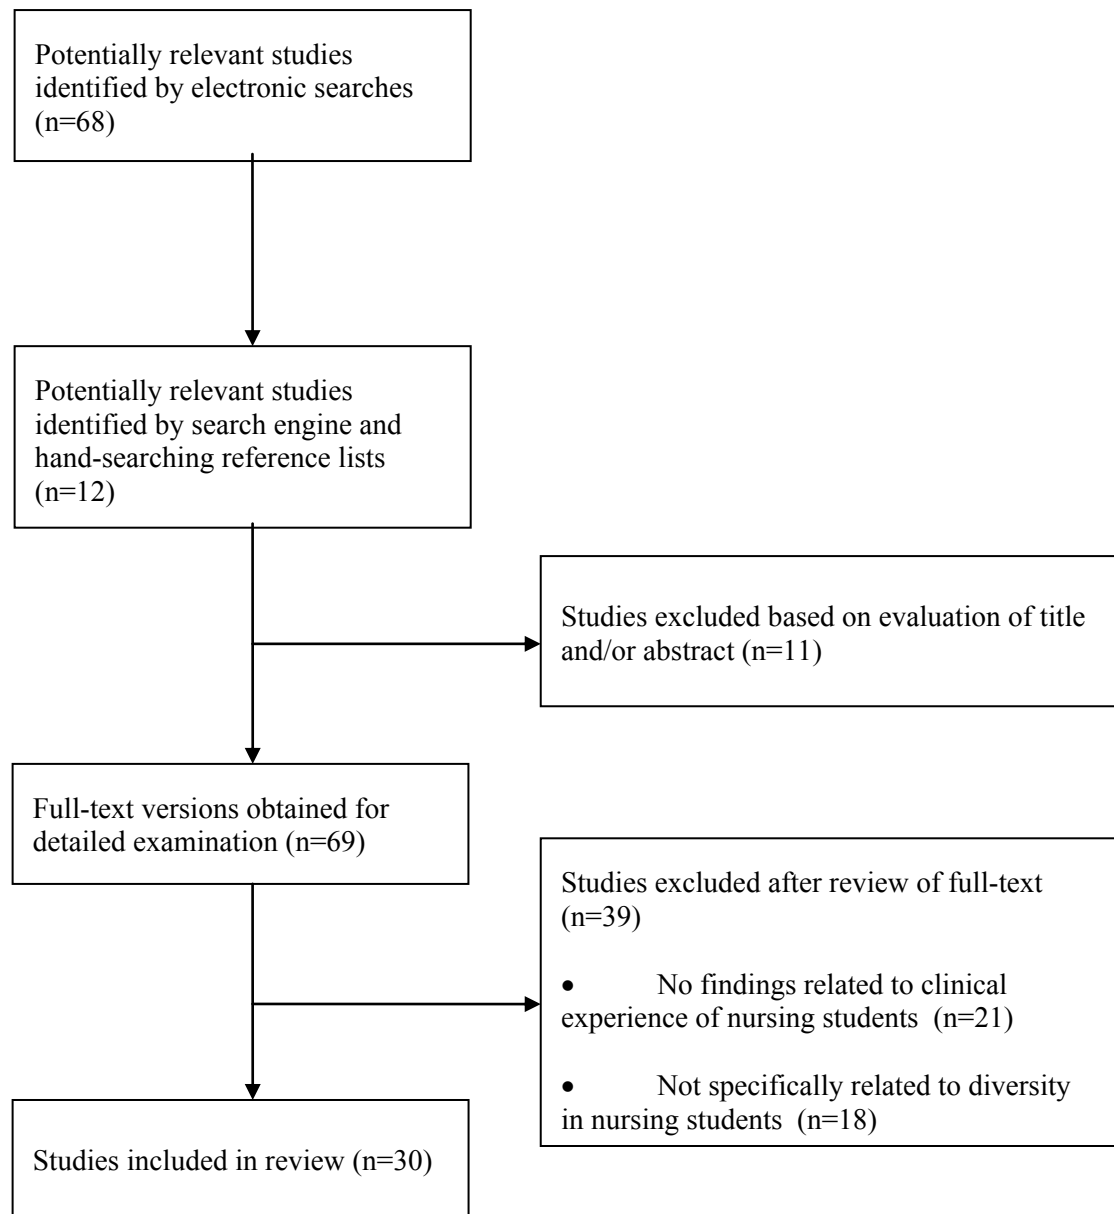 Potentially relevant studies
identified by electronic searches
(n=68)
Potentially relevant studies
identified by search engine and
hand-searching reference lists
(n=12)
Studies excluded based on evaluation of title
and/or abstract (n=11)
Full-text versions obtained for
detailed examination (n=69)
Studies excluded after review of full-text
(n=39)
• No findings related to clinical
experience of nursing students (n=21)
• Not specifically related to diversity
in nursing students (n=18)
Studies included in review (n=30)